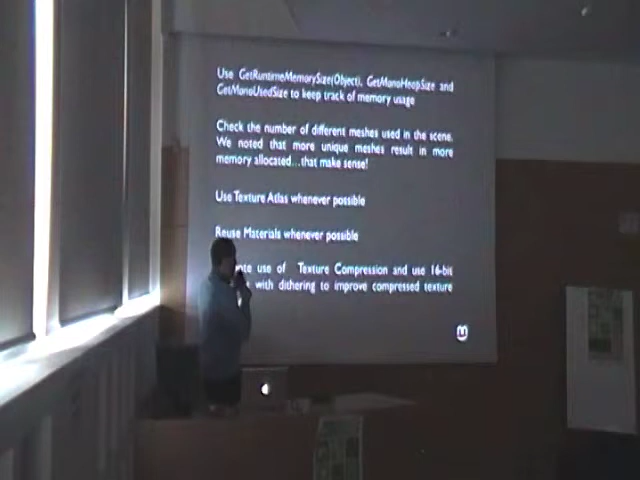 Use GetRuntimeMemorySize(Object), GetMonoHeapSize and
GetMonoUsedSize to keep track of memory usage
Check the number of different meshes used in the scene.
We noted that more unique meshes result in more
memory allocated...that make sense!
Use Texture Atlas whenever possible
Reuse Materials whenever possible
use of Texture Compression and use 16-bit
with dithering to improve compressed texture